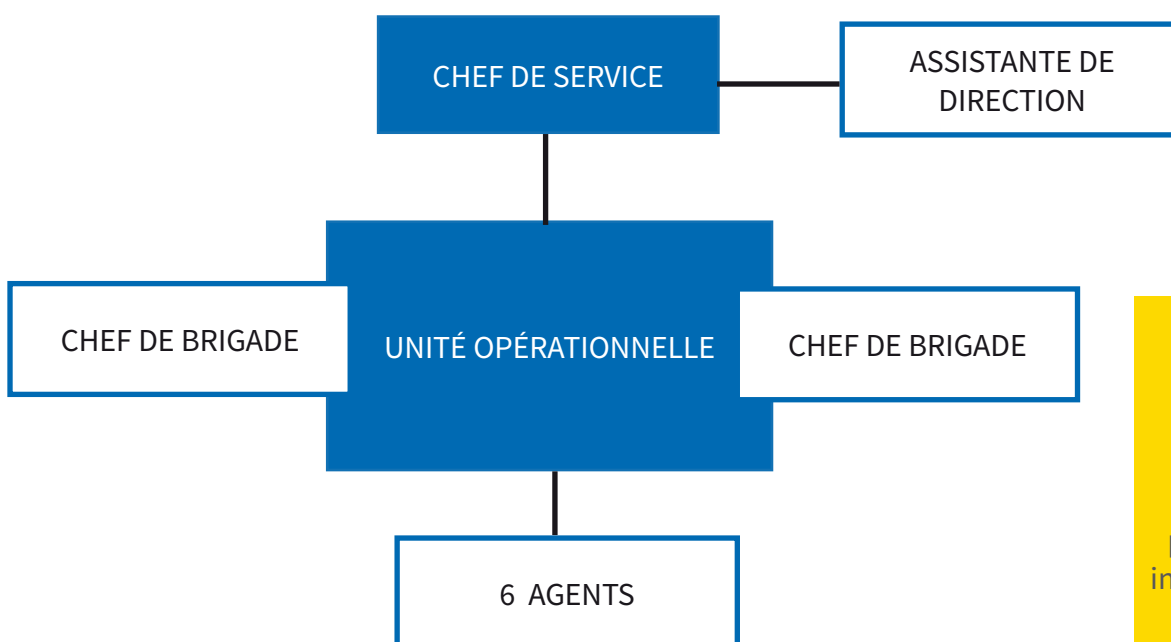 CHEF DE SERVICE
ASSISTANTE DE
DIRECTION
CHEF DE BRIGADE
UNITÉ OPÉRATIONNELLE
CHEF DE BRIGADE
6 AGENTS